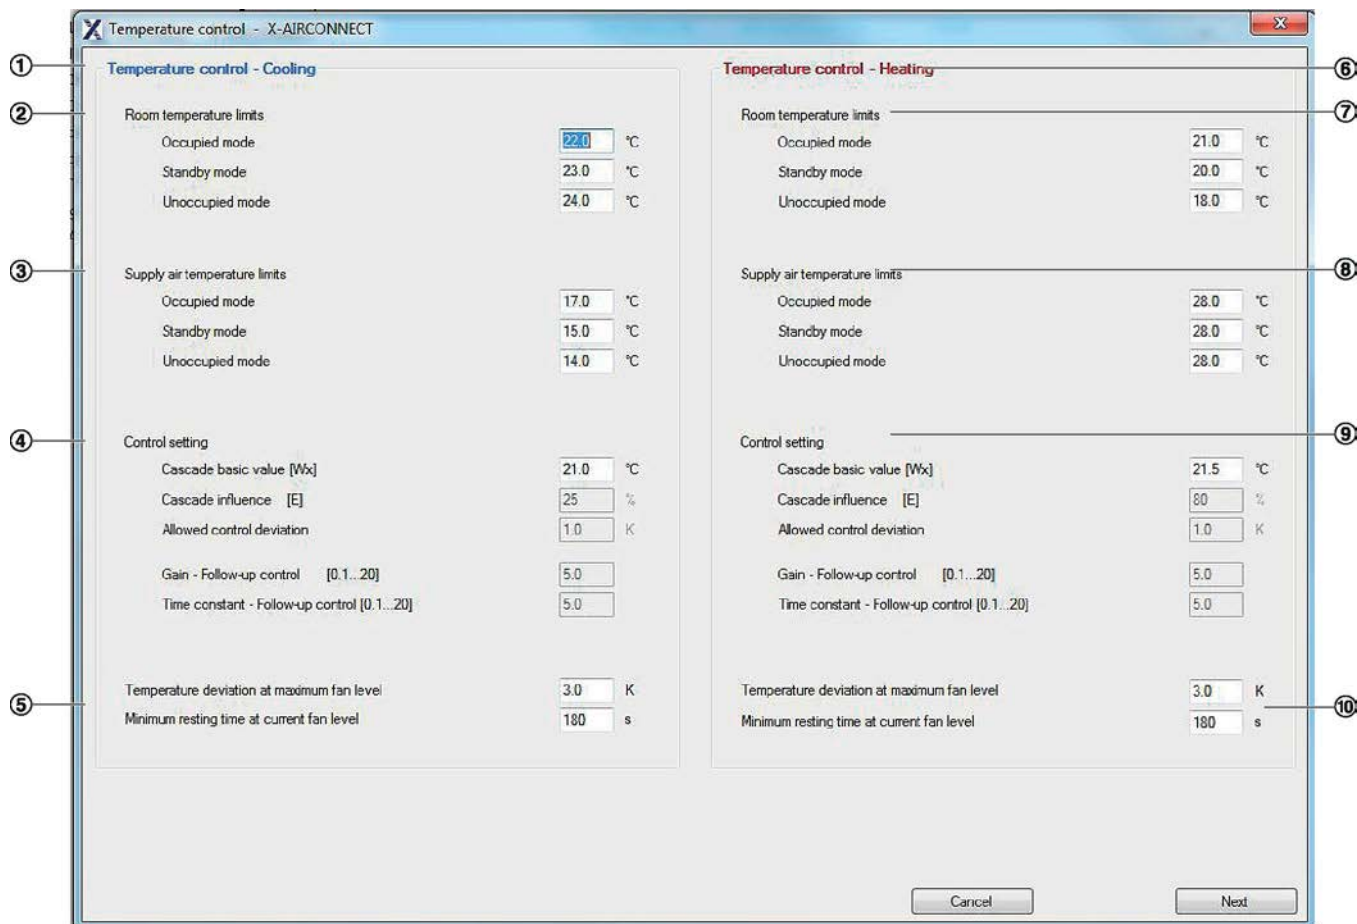 Temperature control - X-AIRCONNECT
① Temperature control - Cooling
② Room temperature limits
Occupied mode 22.0 °C
Standby mode 23.0 °C
Unoccupied mode 24.0 °C
③ Supply air temperature limits
Occupied mode 17.0 °C
Standby mode 15.0 °C
Unoccupied mode 14.0 °C
④ Control setting
Cascade basic value [Wx] 21.0 °C
Cascade influence [E] 25 %
Allowed control deviation 1.0 K
Gain - Follow-up control [0.1...20] 5.0
Time constant - Follow-up control [0.1...20] 5.0
Temperature deviation at maximum fan level 3.0 K
⑤ Minimum resting time at current fan level 180 s
Temperature control - Heating ⑥
Room temperature limits ⑦
Occupied mode 21.0 °C
Standby mode 20.0 °C
Unoccupied mode 18.0 °C
Supply air temperature limits ⑧
Occupied mode 28.0 °C
Standby mode 28.0 °C
Unoccupied mode 28.0 °C
Control setting ⑨
Cascade basic value [Wx] 21.5 °C
Cascade influence [E] 80 %
Allowed control deviation 1.0 K
Gain - Follow-up control [0.1...20] 5.0
Time constant - Follow-up control [0.1...20] 5.0
Temperature deviation at maximum fan level 3.0 K
Minimum resting time at current fan level 180 s ⑩
Cancel Next